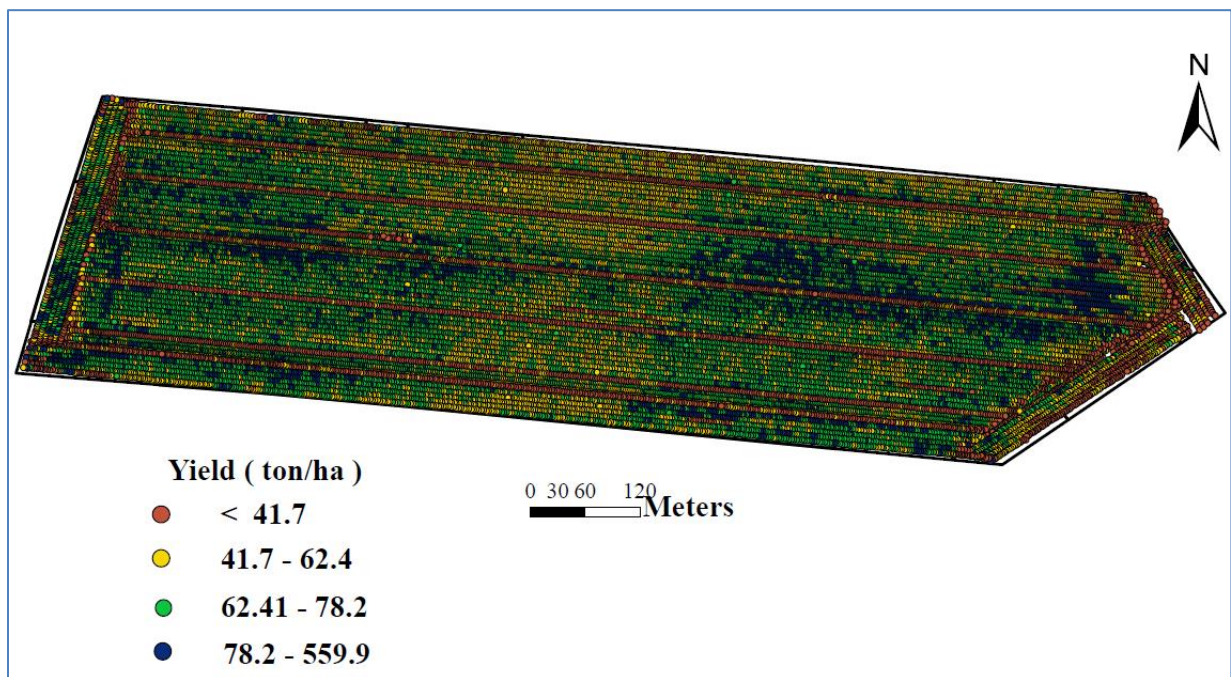 N
Yield ( ton/ha )
< 41.7
41.7 - 62.4
62.41 - 78.2
78.2 - 559.9
0 30 60 120 Meters